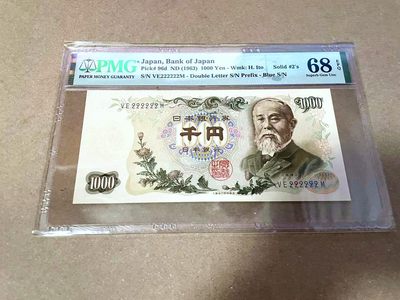 PMG
PAPER MONEY GUARANTY
Japan, Bank of Japan
Pick# 96d ND (1963) 1000 Yen - Wmk: H. Ito
S/N VE222222M - Double Letter S/N Prefix - Blue S/N
Solid #2's
68 EPQ
Superb Gem Unc
VE222222M
1000
日本銀行券
千円
日本銀行
1000
VE222222M